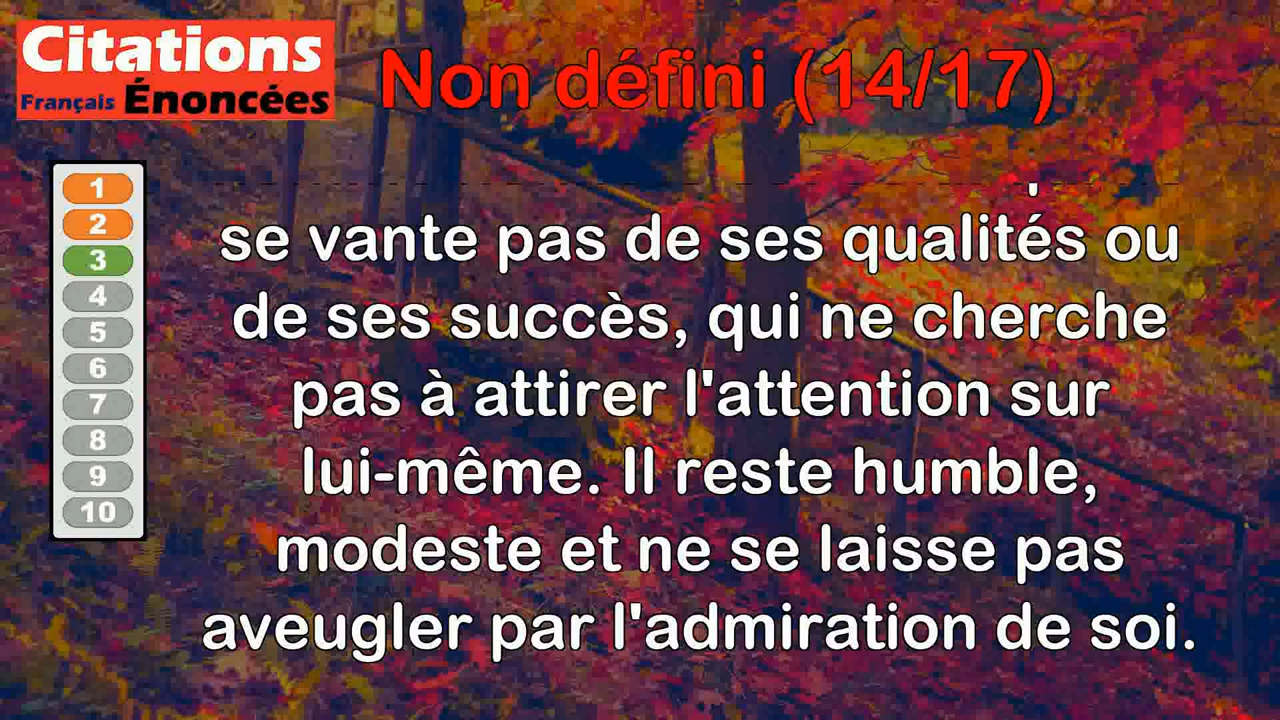 Citations
Français Énoncées
Non défini (14/17)
1
2
3
4
5
6
7
8
9
10
se vante pas de ses qualités ou
de ses succès, qui ne cherche
pas à attirer l'attention sur
lui-même. Il reste humble,
modeste et ne se laisse pas
aveugler par l'admiration de soi.